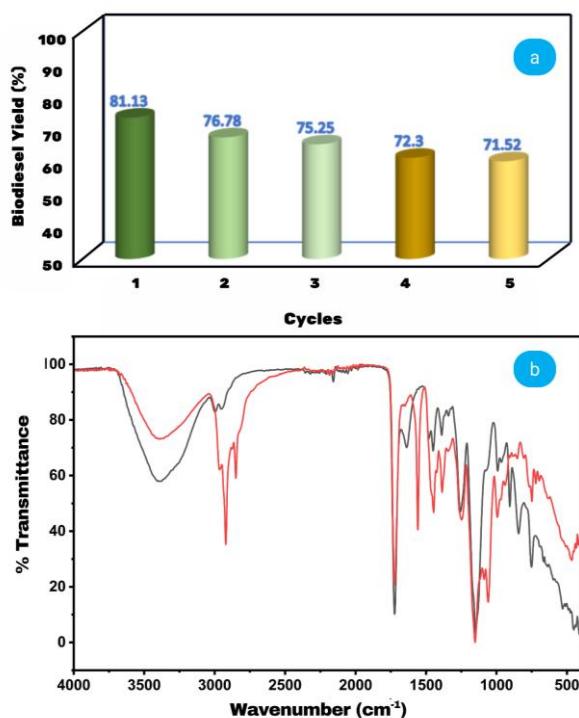 a
Biodiesel Yield (%)
100
90
80
70
60
50
40
50
81.13
76.78
75.25
72.3
71.52
1 2 3 4 5
Cycles
b
% Transmittance
100
80
60
40
20
0
4000 3500 3000 2500 2000 1500 1000 500
Wavenumber (cm⁻¹)